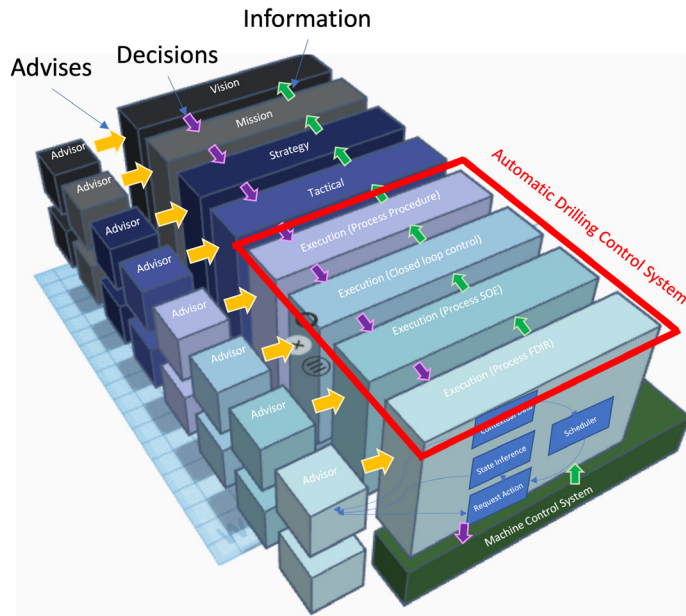 Information
Decisions
Advises
Vision
Mission
Strategy
Tactical
Execution (Process Procedure)
Execution (Closed loop control)
Execution (Process SOE)
Execution (Process FDIR)
Automatic Drilling Control System
Advisor
Advisor
Advisor
Advisor
Advisor
Advisor
Advisor
Advisor
Contextual Data
Scheduler
State Inference
Request Action
Machine Control System